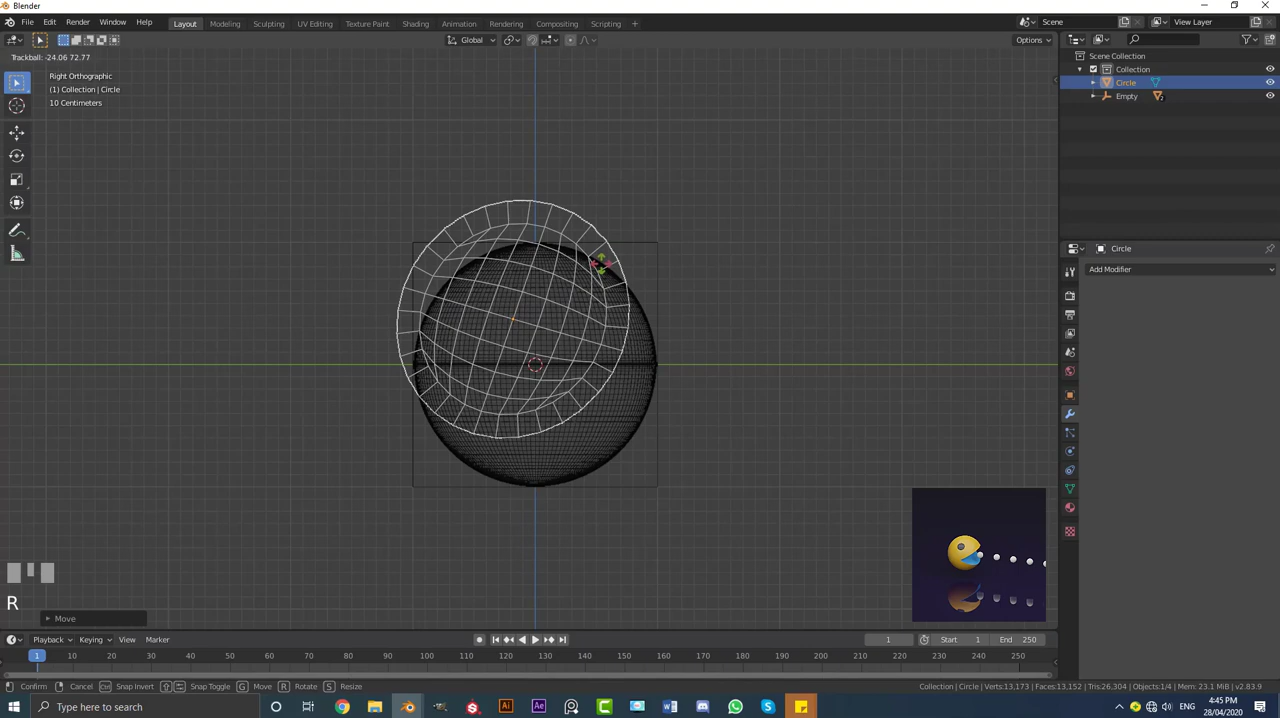 Blender
File Edit Render Window Help Layout Modeling Sculpting UV Editing Texture Paint Shading Animation Rendering Compositing Scripting + Scene View Layer
Global Options
Trackball: -24.06 72.77
Right Orthographic
(1) Collection | Circle
10 Centimeters
Scene Collection
Collection
Circle
Empty
2
Circle
Add Modifier
R
Move
Playback Keying View Marker 1 Start 1 End 250
1 10 20 30 40 50 60 70 80 90 100 110 120 130 140 150 160 170 180 190 200 210 220 230 240 250
Confirm Cancel Ctrl Snap Invert Snap Toggle G Move R Rotate S Resize Collection | Circle | Verts:13,173 | Faces:13,152 | Tris:26,304 | Objects:1/4 | Mem: 23.1 MiB | v2.83.9
Type here to search Ai Ae W S ENG 4:45 PM
28/04/2020